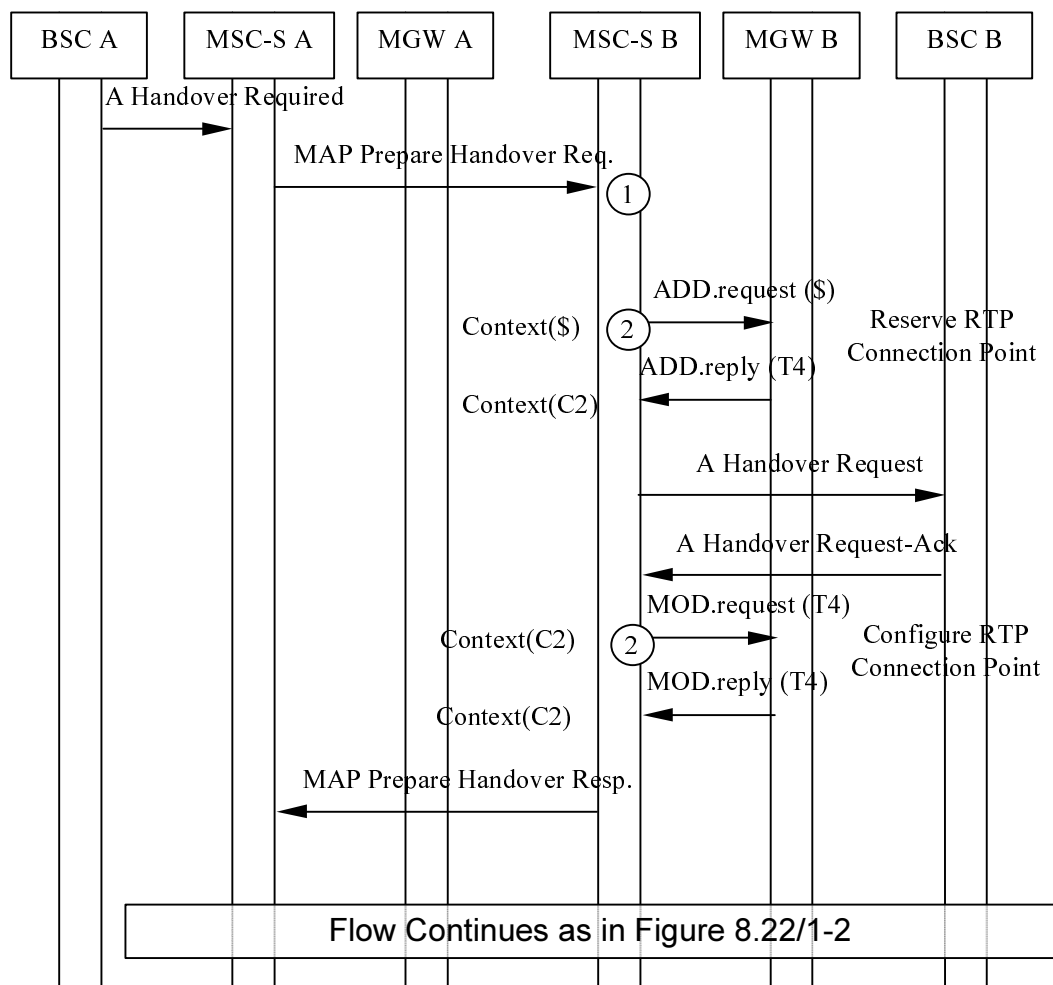 BSC A
MSC-S A
MGW A
MSC-S B
MGW B
BSC B
A Handover Required
MAP Prepare Handover Req.
1
ADD.request ($)
Context($)
2
Reserve RTP
Connection Point
ADD.reply (T4)
Context(C2)
A Handover Request
A Handover Request-Ack
MOD.request (T4)
Context(C2)
2
Configure RTP
Connection Point
MOD.reply (T4)
Context(C2)
MAP Prepare Handover Resp.
Flow Continues as in Figure 8.22/1-2